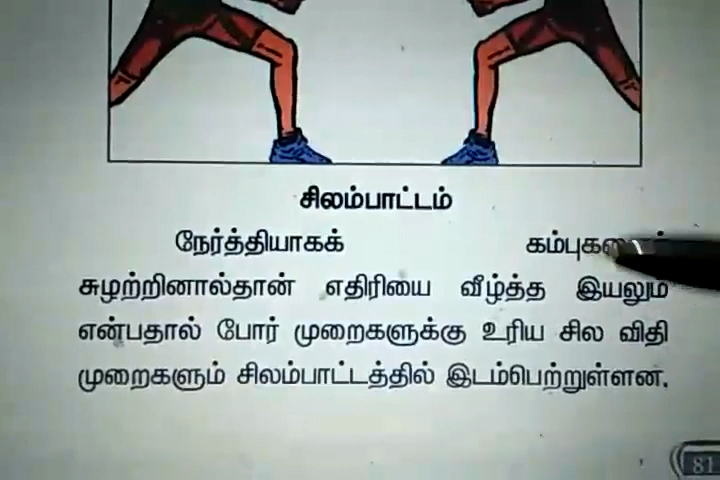 சிலம்பாட்டம்
நேர்த்தியாகக்
சுழற்றினால்தான் எதிரியை வீழ்த்த இயலும்
என்பதால் போர் முறைகளுக்கு உரிய சில விதி
முறைகளும் சிலம்பாட்டத்தில் இடம்பெற்றுள்ளன.
81